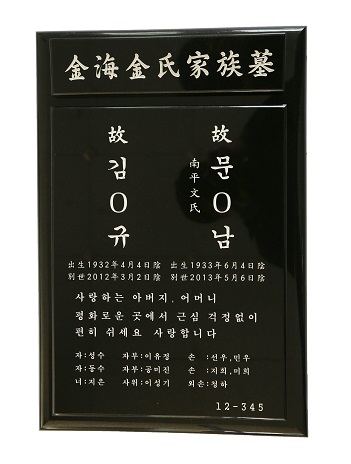 金海金氏家族墓
故 김O규
故 문O남
南平文氏
出生1932年4月4日陰 出生1933年6月4日陰
別世2012年3月2日陰 別世2013年5月6日陰
사랑하는 아버지, 어머니
평화로운 곳에서 근심 걱정없이
편히 쉬세요 사랑합니다
자:성수 자부:이유정 손 :선우,민우
자:동수 자부:공미진 손 :지희,미희
녀:지은 사위:이성기 외손:정하
12-345